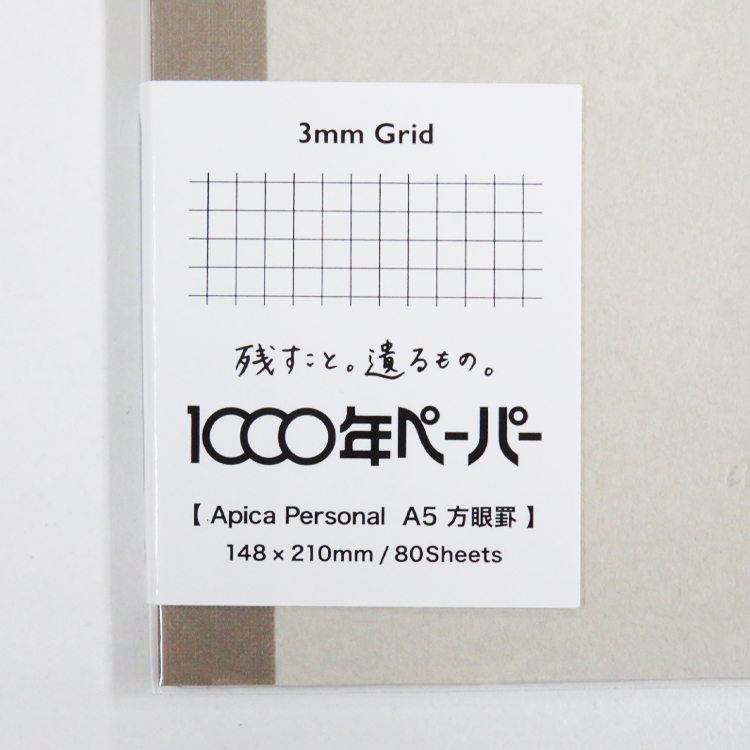 3mm Grid
残すこと。遺るもの。
1000年ペーパー
【 Apica Personal A5 方眼罫 】
148 × 210mm / 80Sheets